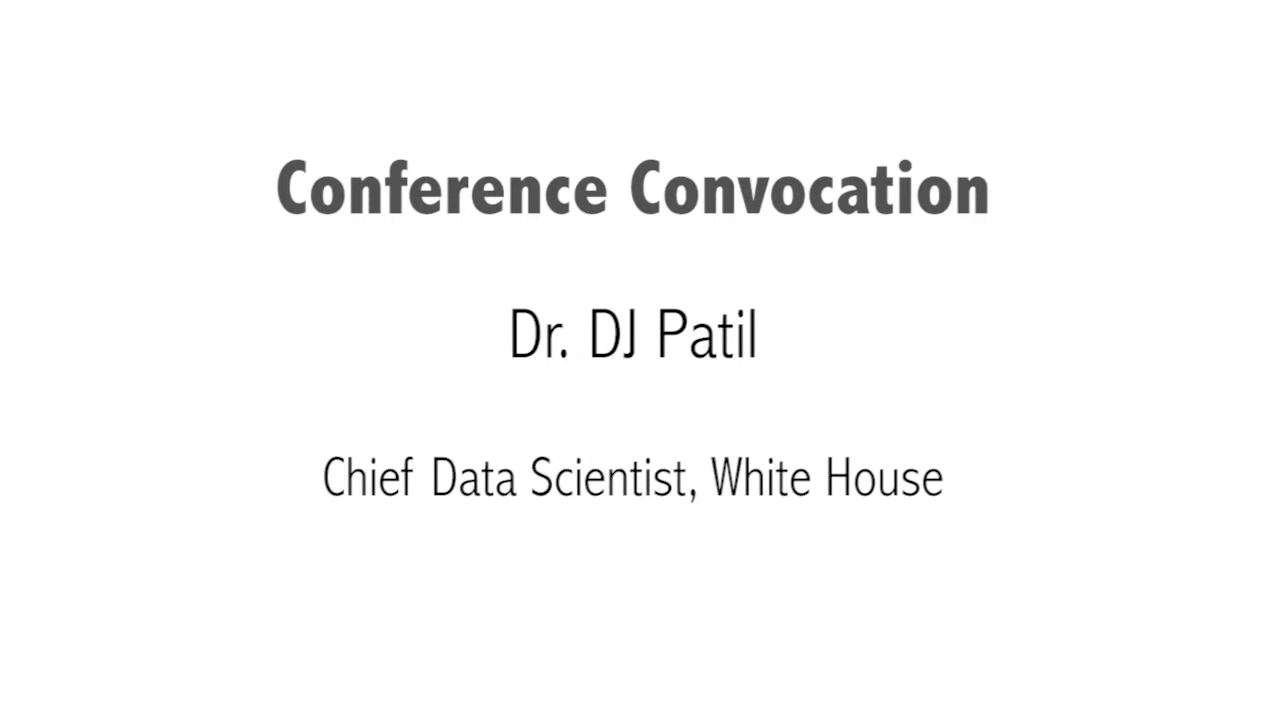 Conference Convocation
Dr. DJ Patil
Chief Data Scientist, White House